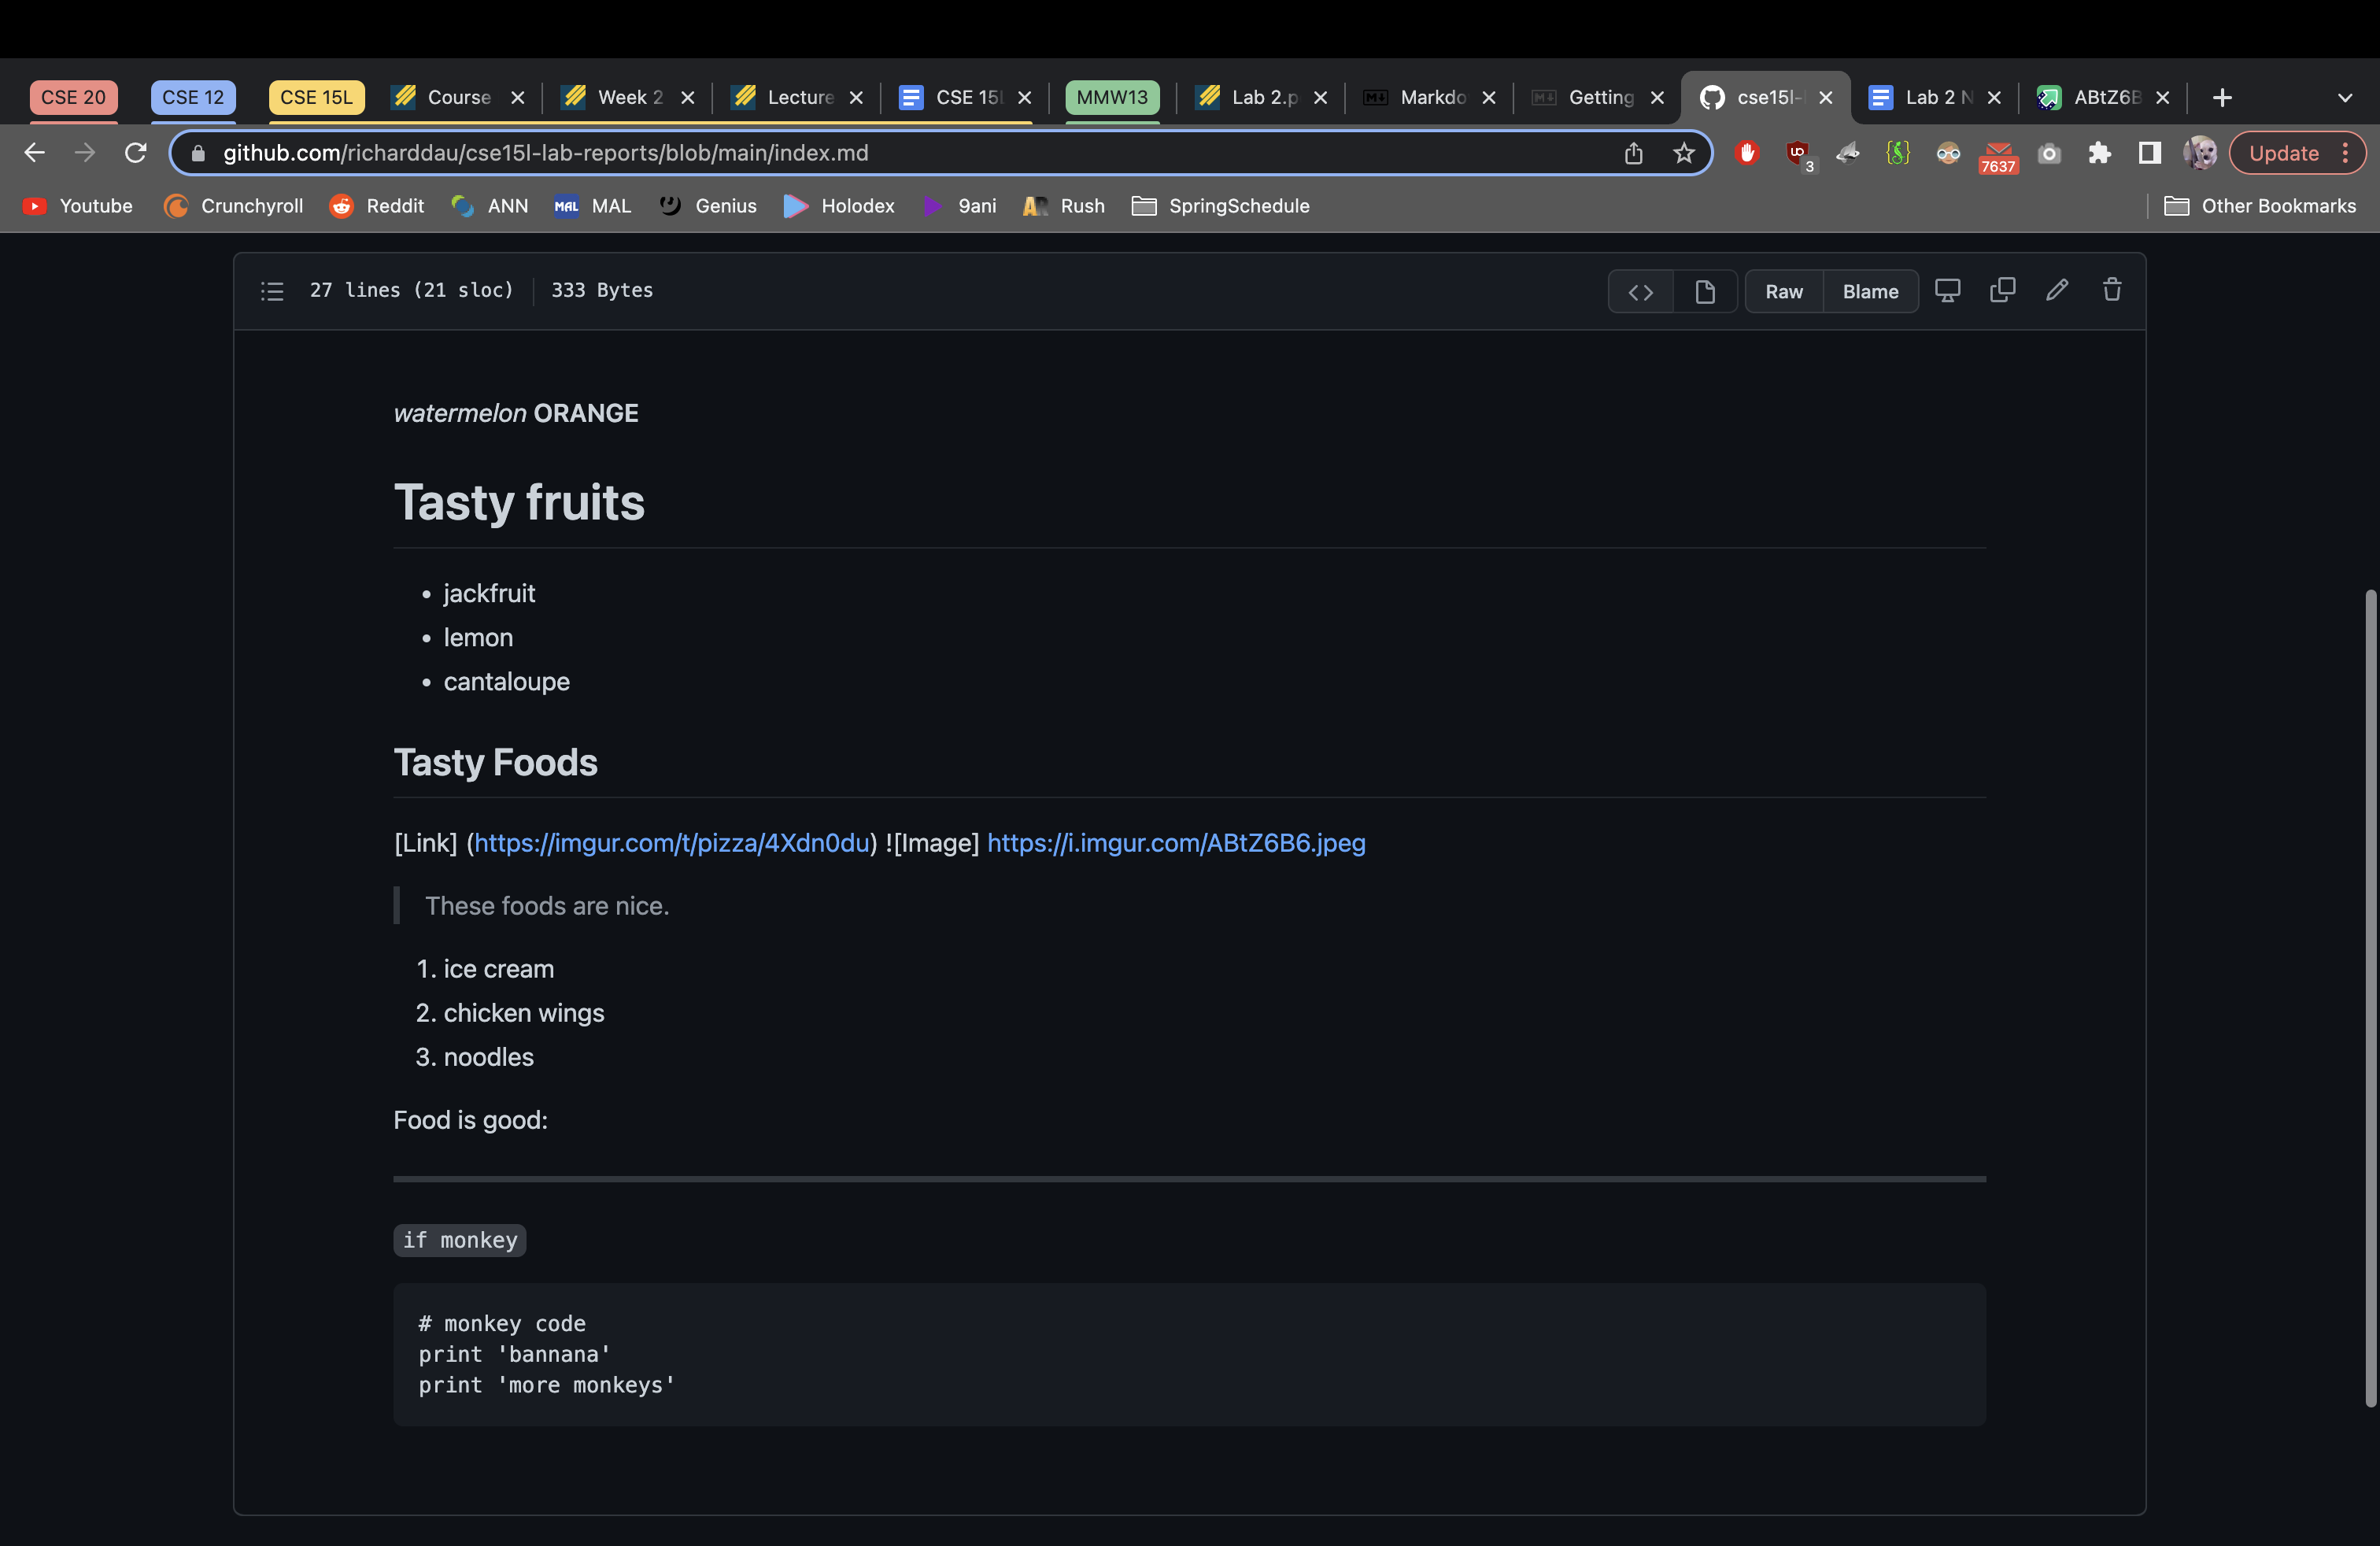 CSE 20 CSE 12 CSE 15L Course Week 2 Lecture CSE 15L MMW13 Lab 2.p Markdo Getting cse15l- Lab 2 N ABtZ6B
github.com/richarddau/cse15l-lab-reports/blob/main/index.md UD 3 7637 Update
Youtube Crunchyroll Reddit ANN MAL MAL Genius Holodex 9ani AR Rush SpringSchedule Other Bookmarks
27 lines (21 sloc) 333 Bytes Raw Blame
watermelon ORANGE
Tasty fruits
• jackfruit
• lemon
• cantaloupe
Tasty Foods
[Link] (https://imgur.com/t/pizza/4Xdn0du) ![Image] https://i.imgur.com/ABtZ6B6.jpeg
These foods are nice.
1. ice cream
2. chicken wings
3. noodles
Food is good:
if monkey
# monkey code
print 'bannana'
print 'more monkeys'